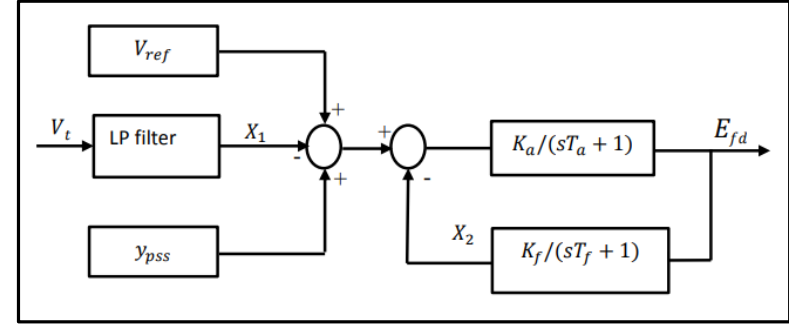 V_ref
+
V_t
LP filter
X_1
-
+
+
-
K_a/(sT_a + 1)
E_fd
X_2
K_f/(sT_f + 1)
y_pss